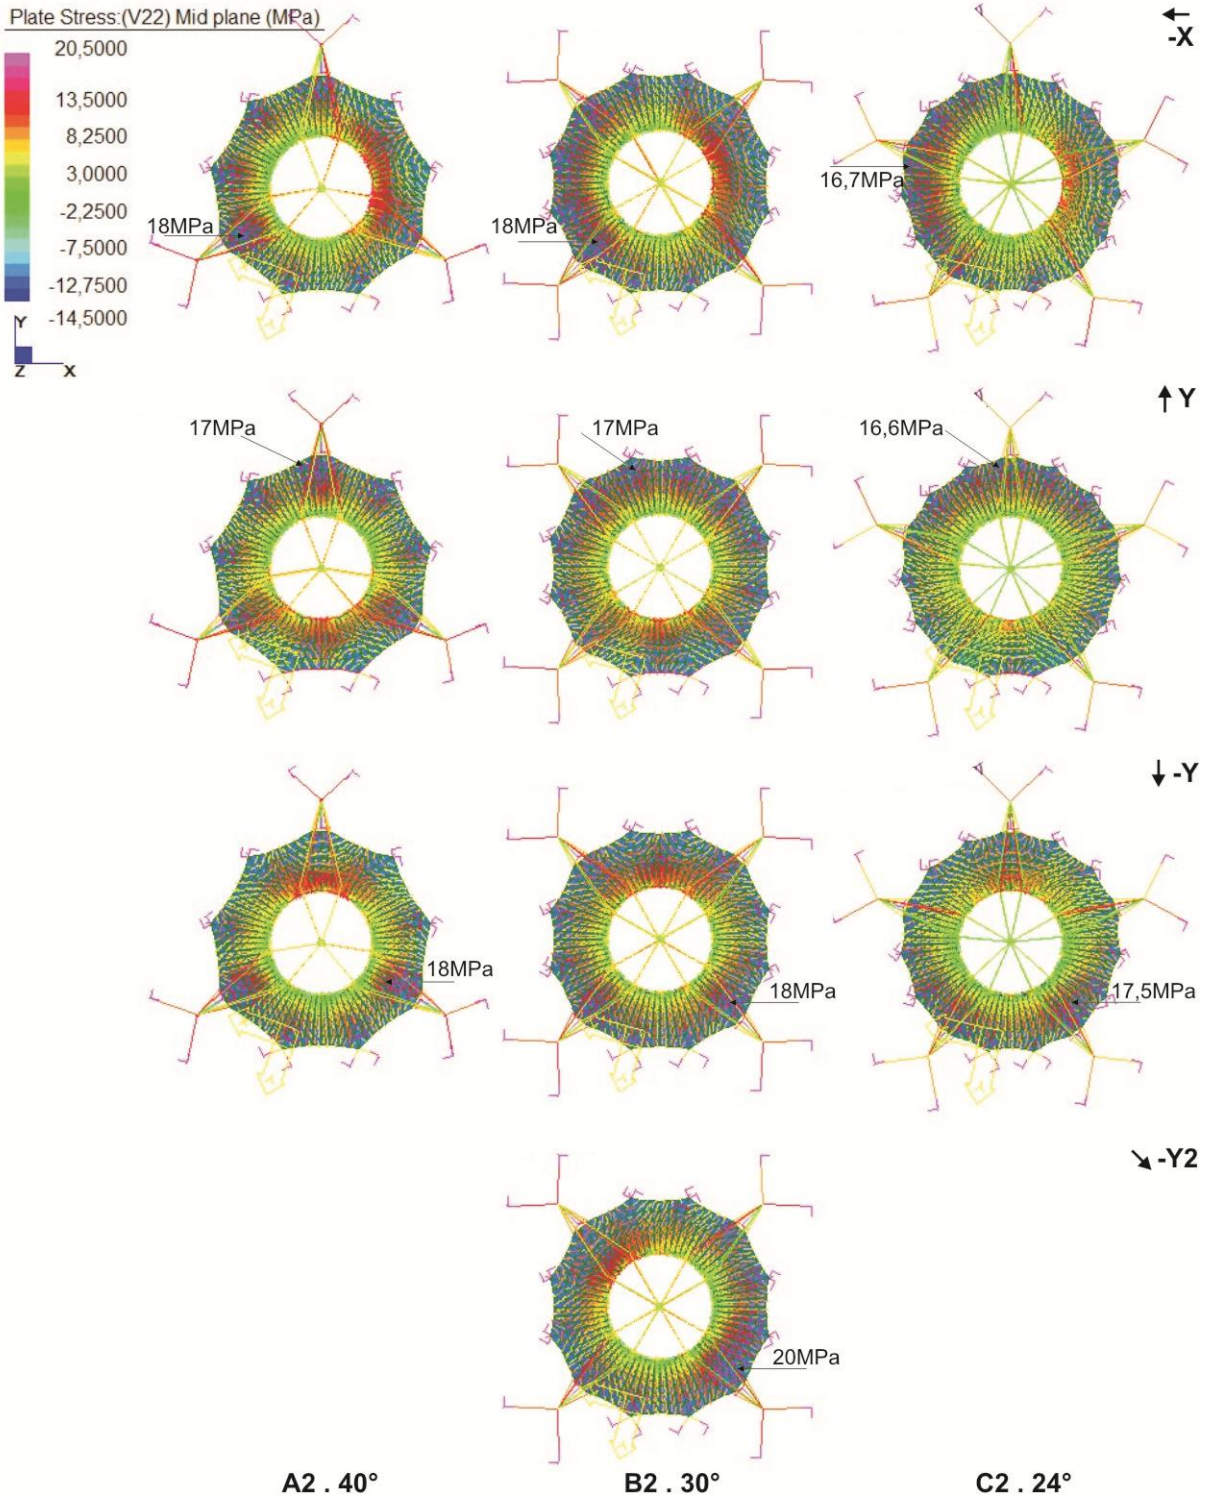 Plate Stress:(V22) Mid plane (MPa)
20,5000
13,5000
8,2500
3,0000
-2,2500
-7,5000
-12,7500
-14,5000
Y
Z X
-X
18MPa
18MPa
16,7MPa
Y
17MPa
17MPa
16,6MPa
-Y
18MPa
18MPa
17,5MPa
-Y2
20MPa
A2 . 40°
B2 . 30°
C2 . 24°